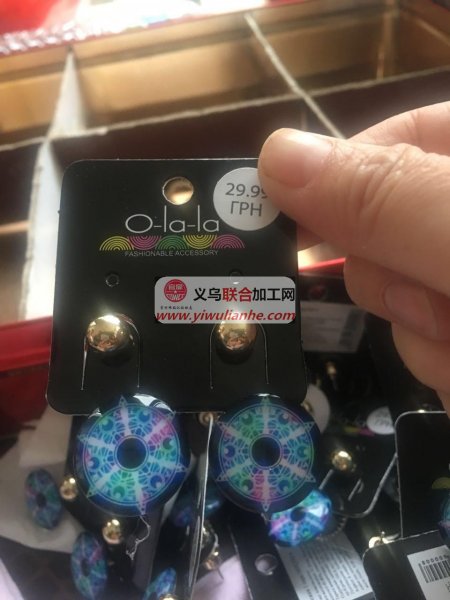 29.99
ГРН
O-la-la
FASHIONABLE ACCESSORY
义乌联合加工网
www.yiwulianhe.com